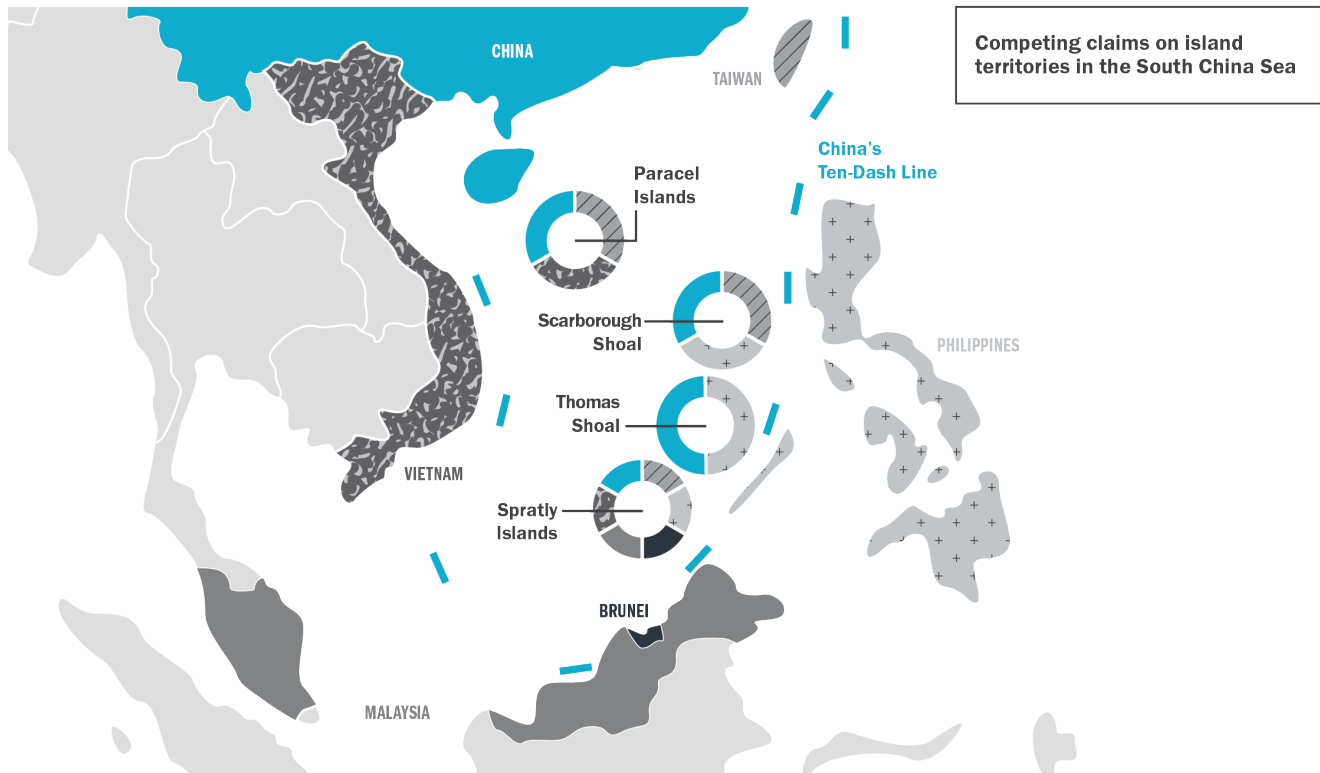 Competing claims on island
territories in the South China Sea
CHINA
TAIWAN
China's
Ten-Dash Line
Paracel
Islands
Scarborough
Shoal
PHILIPPINES
Thomas
Shoal
VIETNAM
Spratly
Islands
BRUNEI
MALAYSIA